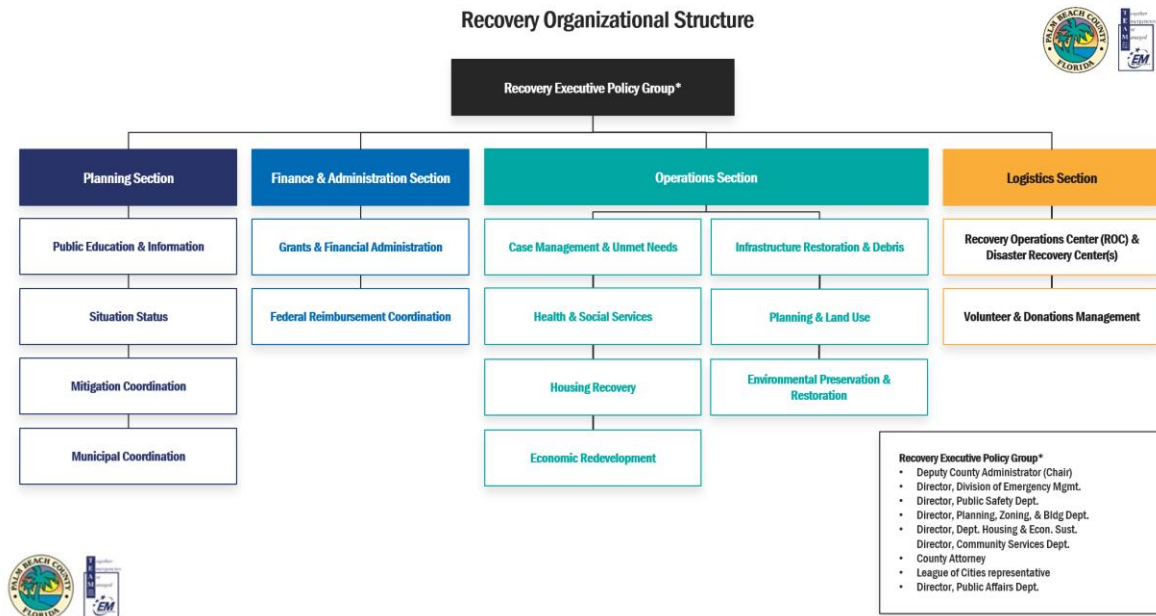 Recovery Organizational Structure
PALM BEACH COUNTY
FLORIDA
TEAM
EM
Recovery Executive Policy Group*
Planning Section
Finance & Administration Section
Operations Section
Logistics Section
Public Education & Information
Grants & Financial Administration
Case Management & Unmet Needs
Infrastructure Restoration & Debris
Recovery Operations Center (ROC) &
Disaster Recovery Center(s)
Situation Status
Federal Reimbursement Coordination
Health & Social Services
Planning & Land Use
Volunteer & Donations Management
Mitigation Coordination
Housing Recovery
Environmental Preservation &
Restoration
Municipal Coordination
Economic Redevelopment
Recovery Executive Policy Group*
• Deputy County Administrator (Chair)
• Director, Division of Emergency Mgmt.
• Director, Public Safety Dept.
• Director, Planning, Zoning, & Bldg Dept.
• Director, Dept. Housing & Econ. Sust.
Director, Community Services Dept.
• County Attorney
• League of Cities representative
• Director, Public Affairs Dept.
PALM BEACH COUNTY
FLORIDA
TEAM
EM